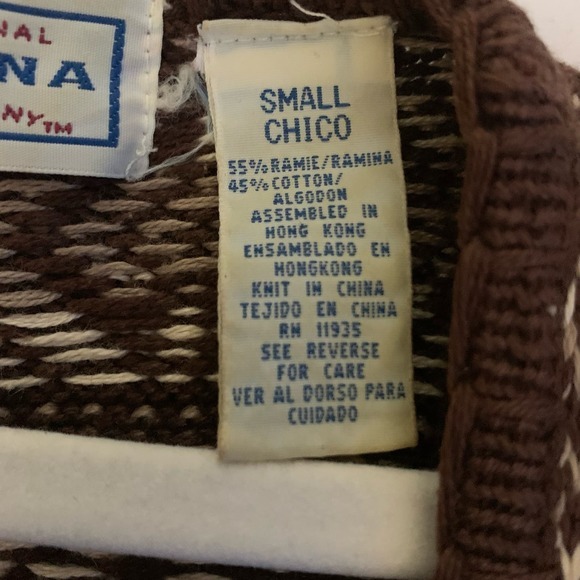 NAL
NA
NY™
SMALL
CHICO
55% RAMIE/RAMINA
45% COTTON/
ALGODON
ASSEMBLED IN
HONG KONG
ENSAMBLADO EN
HONGKONG
KNIT IN CHINA
TEJIDO EN CHINA
RN 11935
SEE REVERSE
FOR CARE
VER AL DORSO PARA
CUIDADO